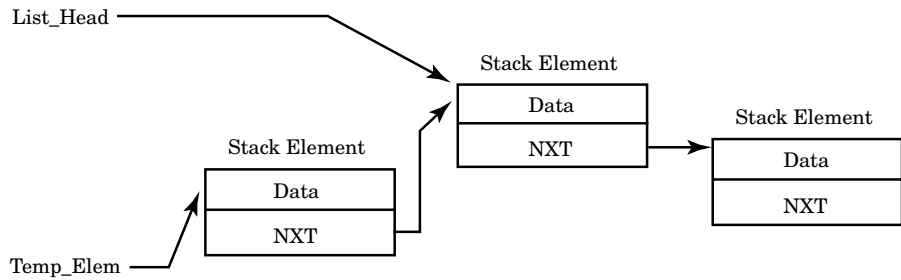 List_Head
Stack Element
Data
NXT
Stack Element
Data
NXT
Stack Element
Data
NXT
Temp_Elem